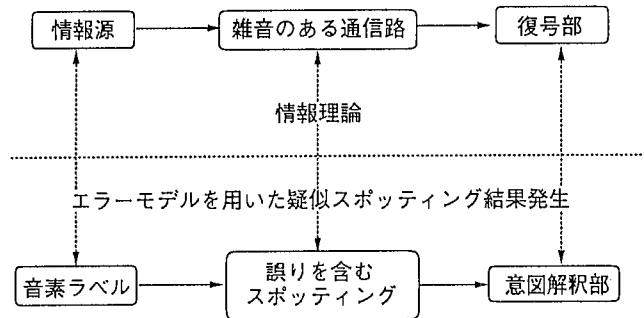 情報源
雑音のある通信路
復号部
情報理論
エラーモデルを用いた疑似スポッティング結果発生
音素ラベル
誤りを含む
スポッティング
意図解釈部